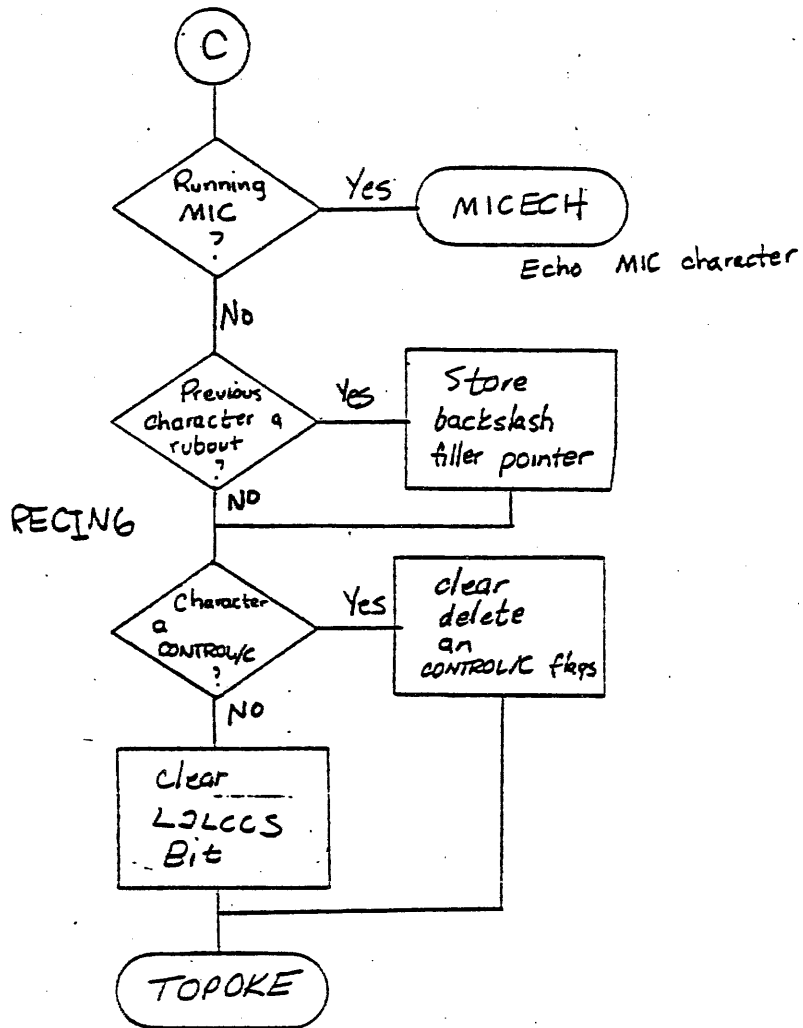 C
Running
MIC
?
Yes
MICECH
Echo MIC character
NO
Previous
character a
rubout
?
Yes
Store
backslash
filler pointer
NO
RECING
Character
a
CONTROL/C
?
Yes
clear
delete
an
CONTROL/C flags
NO
Clear
LDLCCS
Bit
TOPOKE